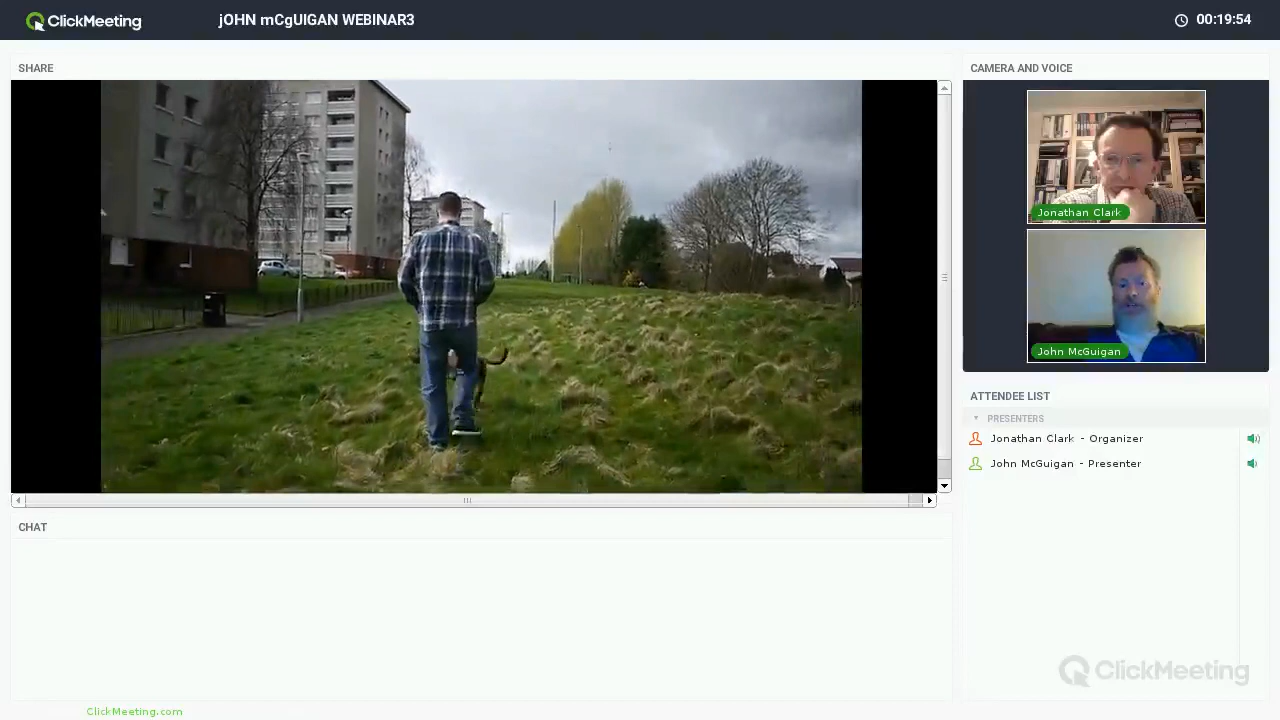 ClickMeeting
jOHN mCgUIGAN WEBINAR3
00:19:54
SHARE
CAMERA AND VOICE
Jonathan Clark
John McGuigan
ATTENDEE LIST
PRESENTERS
Jonathan Clark - Organizer
John McGuigan - Presenter
CHAT
ClickMeeting
ClickMeeting.com